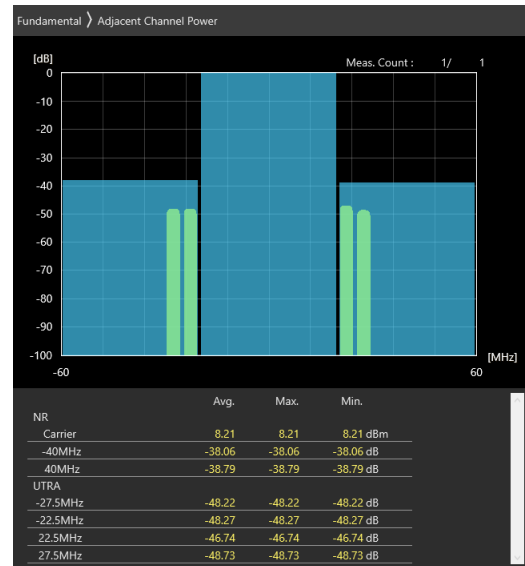 Fundamental 〉 Adjacent Channel Power
[dB]
Meas. Count : 1/ 1
0
-10
-20
-30
-40
-50
-60
-70
-80
-90
-100
[MHz]
-60 60
Avg. Max. Min.
NR
Carrier 8.21 8.21 8.21 dBm
-40MHz -38.06 -38.06 -38.06 dB
40MHz -38.79 -38.79 -38.79 dB
UTRA
-27.5MHz -48.22 -48.22 -48.22 dB
-22.5MHz -48.27 -48.27 -48.27 dB
22.5MHz -46.74 -46.74 -46.74 dB
27.5MHz -48.73 -48.73 -48.73 dB